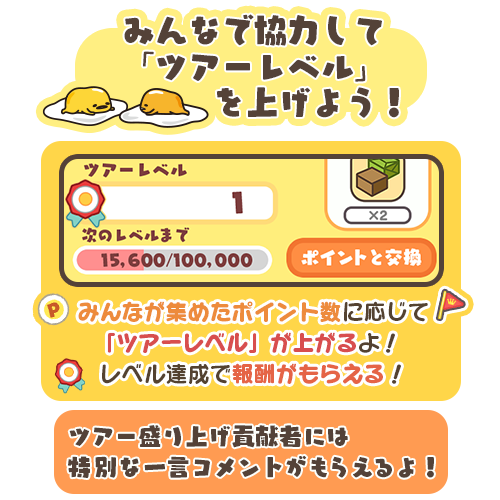 みんなで協力して
「ツアーレベル」
を上げよう！
ツアーレベル
1
×2
次のレベルまで
15,600/100,000
ポイントと交換
P みんなが集めたポイント数に応じて
「ツアーレベル」が上がるよ！
レベル達成で報酬がもらえる！
ツアー盛り上げ貢献者には
特別な一言コメントがもらえるよ！